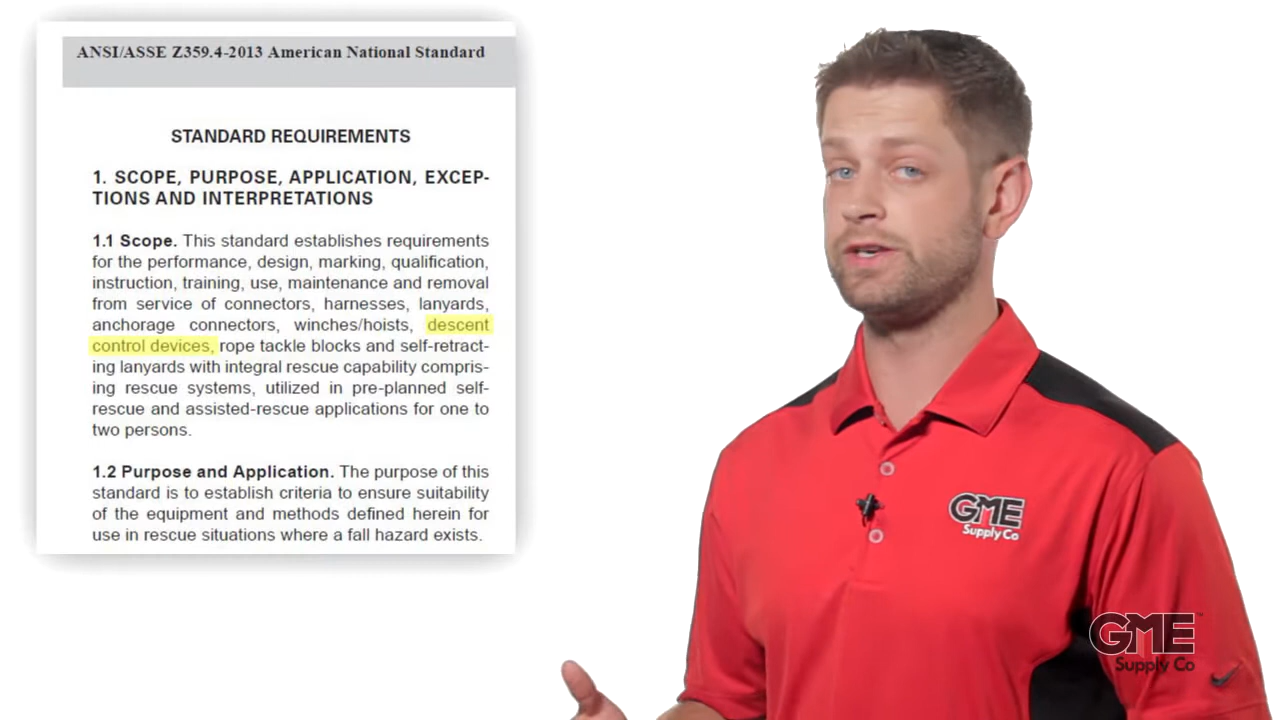 ANSI/ASSE Z359.4-2013 American National Standard
STANDARD REQUIREMENTS
1. SCOPE, PURPOSE, APPLICATION, EXCEP-
TIONS AND INTERPRETATIONS
1.1 Scope. This standard establishes requirements
for the performance, design, marking, qualification,
instruction, training, use, maintenance and removal
from service of connectors, harnesses, lanyards,
anchorage connectors, winches/hoists, descent
control devices, rope tackle blocks and self-retract-
ing lanyards with integral rescue capability compris-
ing rescue systems, utilized in pre-planned self-
rescue and assisted-rescue applications for one to
two persons.
1.2 Purpose and Application. The purpose of this
standard is to establish criteria to ensure suitability
of the equipment and methods defined herein for
use in rescue situations where a fall hazard exists.
GME
Supply Co
GME™
Supply Co